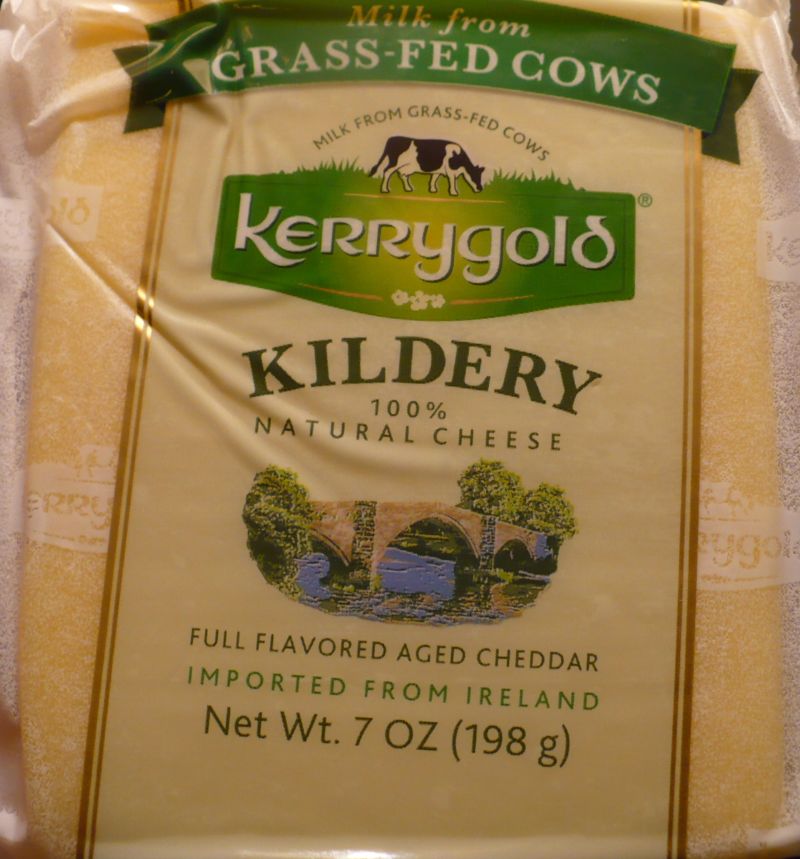 Milk from
GRASS-FED COWS
MILK FROM GRASS-FED COWS
Kerrygold®
KILDERY
100%
NATURAL CHEESE
FULL FLAVORED AGED CHEDDAR
IMPORTED FROM IRELAND
Net Wt. 7 OZ (198 g)